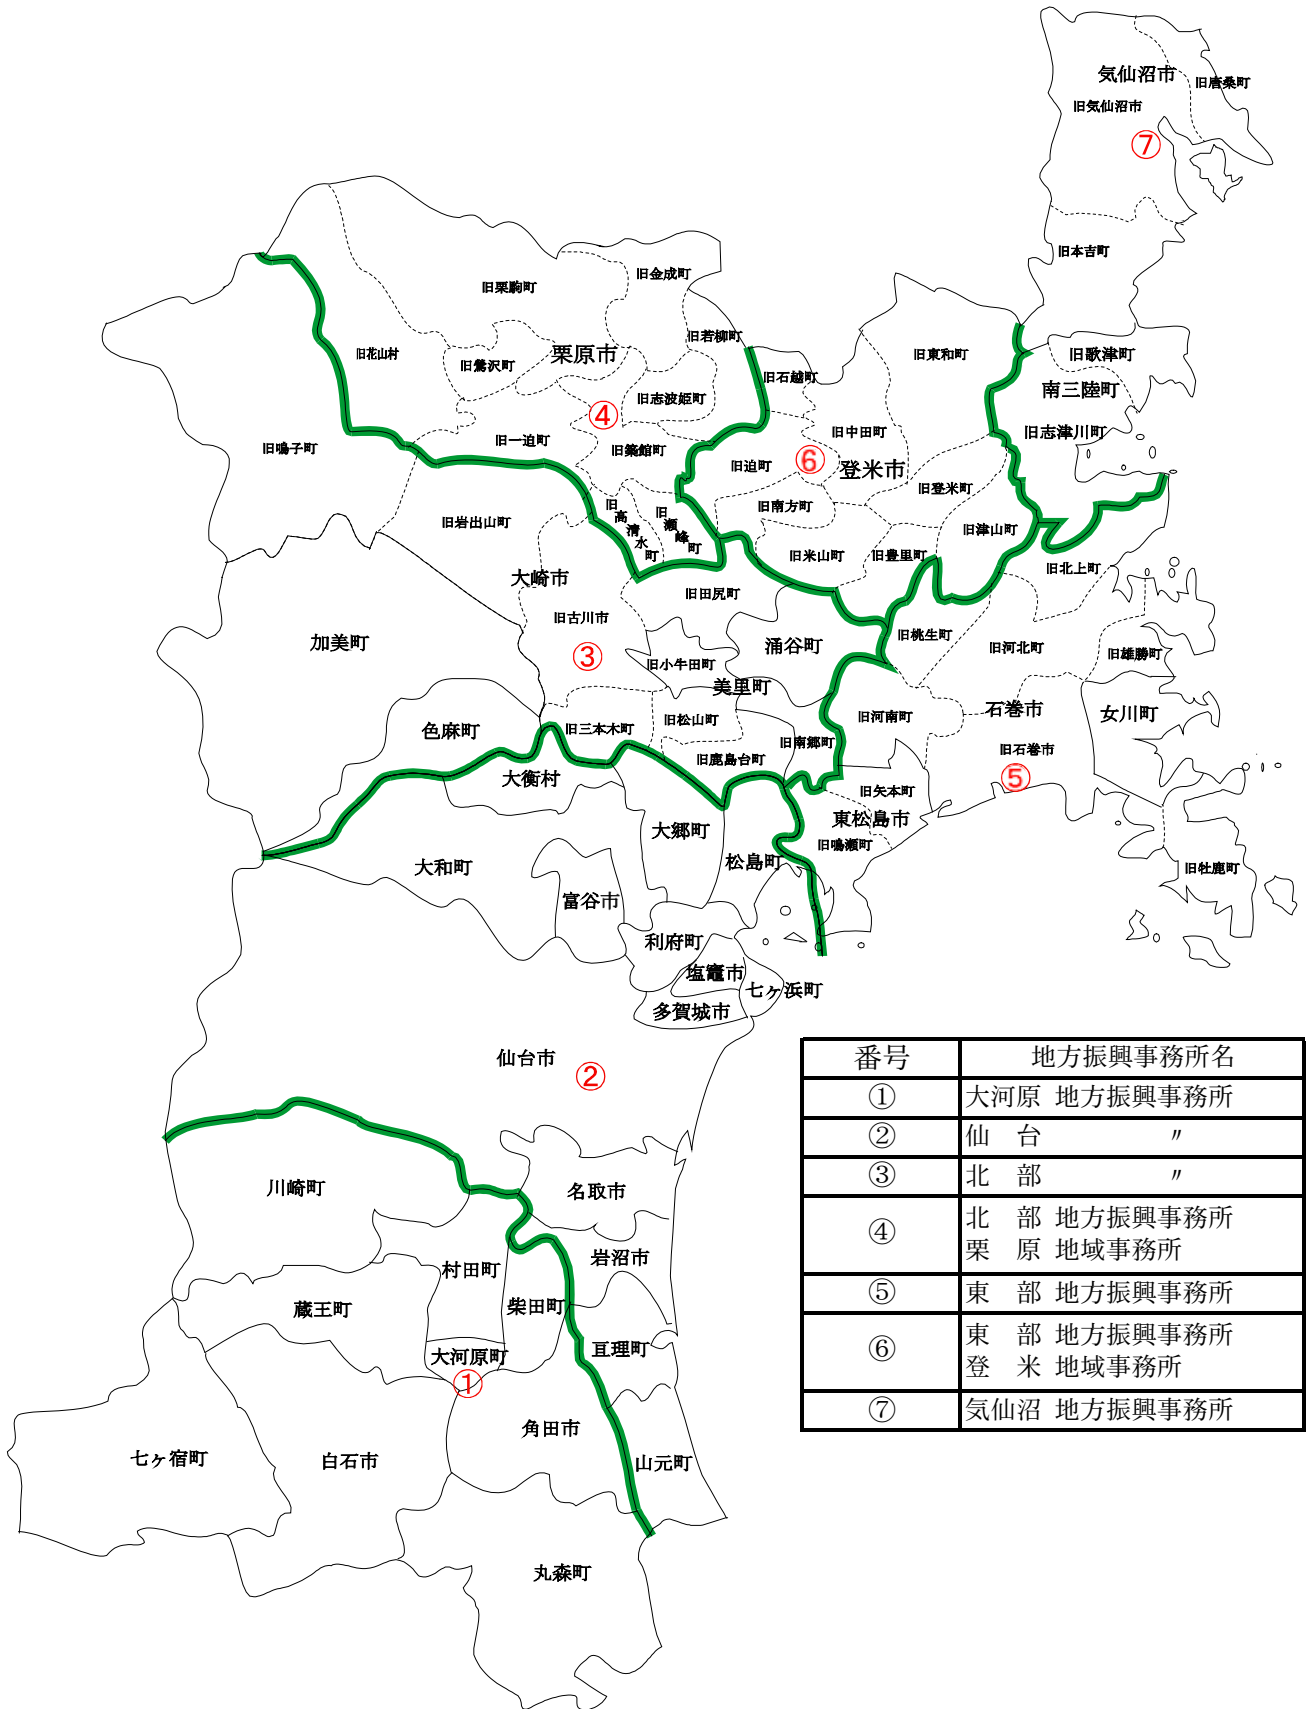 気仙沼市
旧唐桑町
旧気仙沼市
⑦
旧本吉町
旧金成町
旧栗駒町
旧若柳町
旧花山村
旧鶯沢町
栗原市
旧石越町
旧東和町
旧歌津町
南三陸町
旧志波姫町
④
旧志津川町
旧鳴子町
旧一迫町
旧築館町
旧中田町
旧迫町
⑥
登米市
旧登米町
旧高清水町
旧瀬峰町
旧南方町
旧岩出山町
旧津山町
旧米山町
旧豊里町
旧北上町
大崎市
旧田尻町
旧古川市
加美町
涌谷町
旧桃生町
旧河北町
旧雄勝町
③
旧小牛田町
美里町
石巻市
女川町
色麻町
旧三本木町
旧松山町
旧河南町
旧南郷町
旧石巻市
旧鹿島台町
⑤
大衡村
旧矢本町
東松島市
大郷町
旧鳴瀬町
大和町
松島町
旧牡鹿町
富谷市
利府町
塩竈市
七ヶ浜町
多賀城市
仙台市
②
川崎町
名取市
岩沼市
村田町
蔵王町
柴田町
亘理町
大河原町
①
角田市
七ヶ宿町
白石市
山元町
丸森町
番号 地方振興事務所名
① 大河原 地方振興事務所
② 仙 台 〃
③ 北 部 〃
④ 北 部 地方振興事務所
栗 原 地域事務所
⑤ 東 部 地方振興事務所
⑥ 東 部 地方振興事務所
登 米 地域事務所
⑦ 気仙沼 地方振興事務所